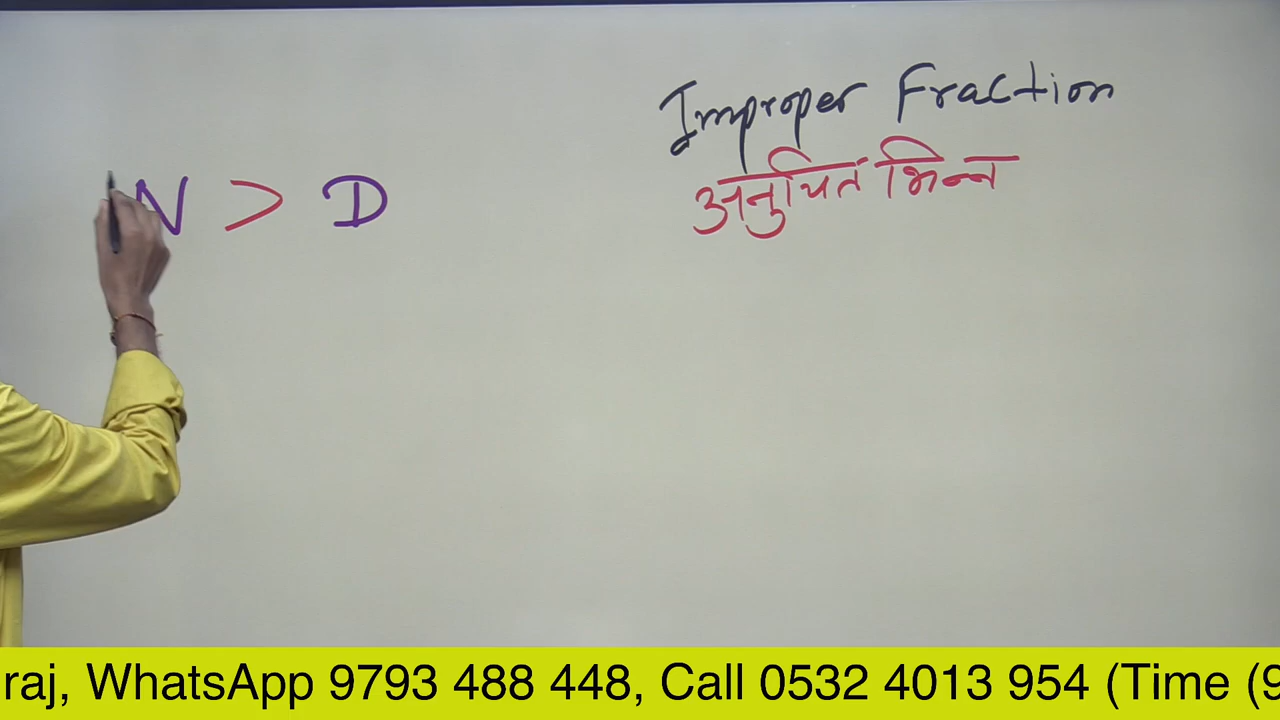 Improper Fraction
अनुचित भिन्न
N > D
raj, WhatsApp 9793 488 448, Call 0532 4013 954 (Time (9